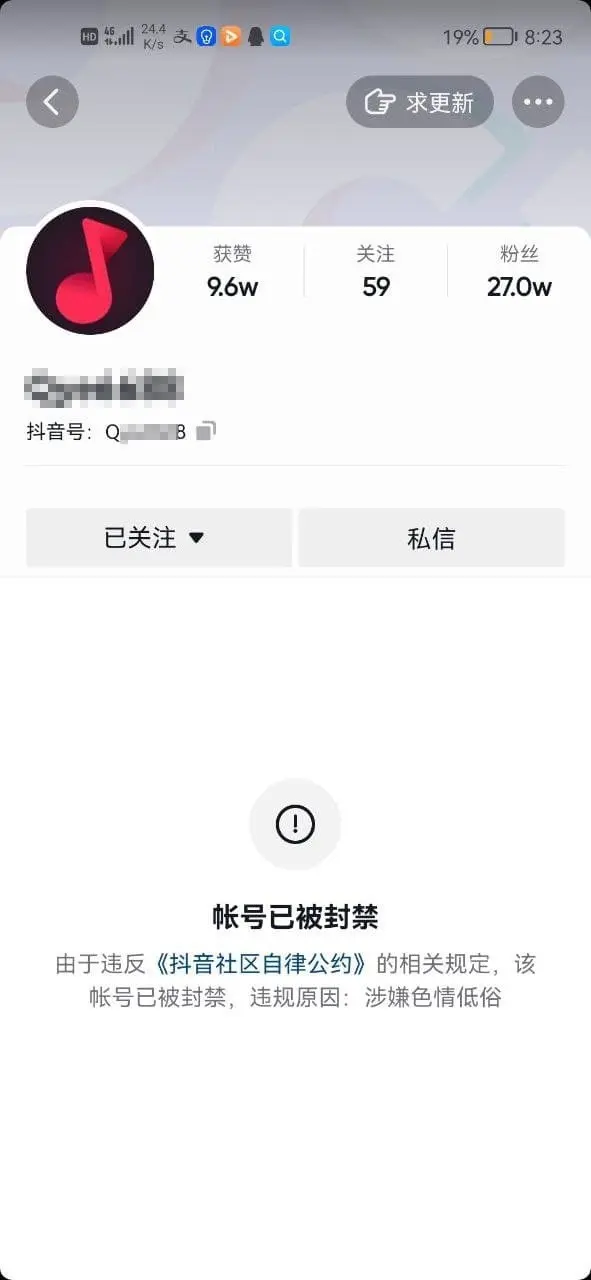 HD 4G 24.4 K/s 19% 8:23
求更新
获赞 关注 粉丝
9.6w 59 27.0w
抖音号：Q 8
已关注 私信
帐号已被封禁
由于违反《抖音社区自律公约》的相关规定，该
帐号已被封禁，违规原因：涉嫌色情低俗